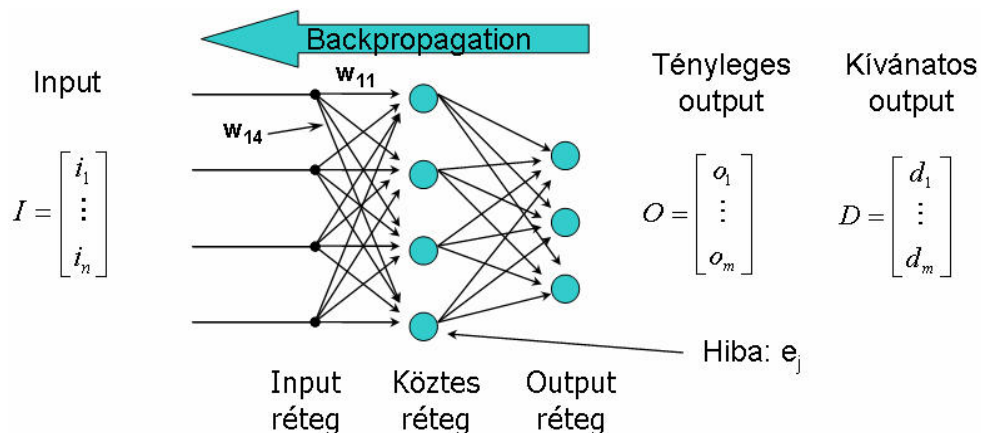 Backpropagation
Input
w11
w14
Tényleges
output
Kívánatos
output
I = [i1 ⋮ in]
O = [o1 ⋮ om]
D = [d1 ⋮ dm]
Hiba: ej
Input
réteg
Köztes
réteg
Output
réteg